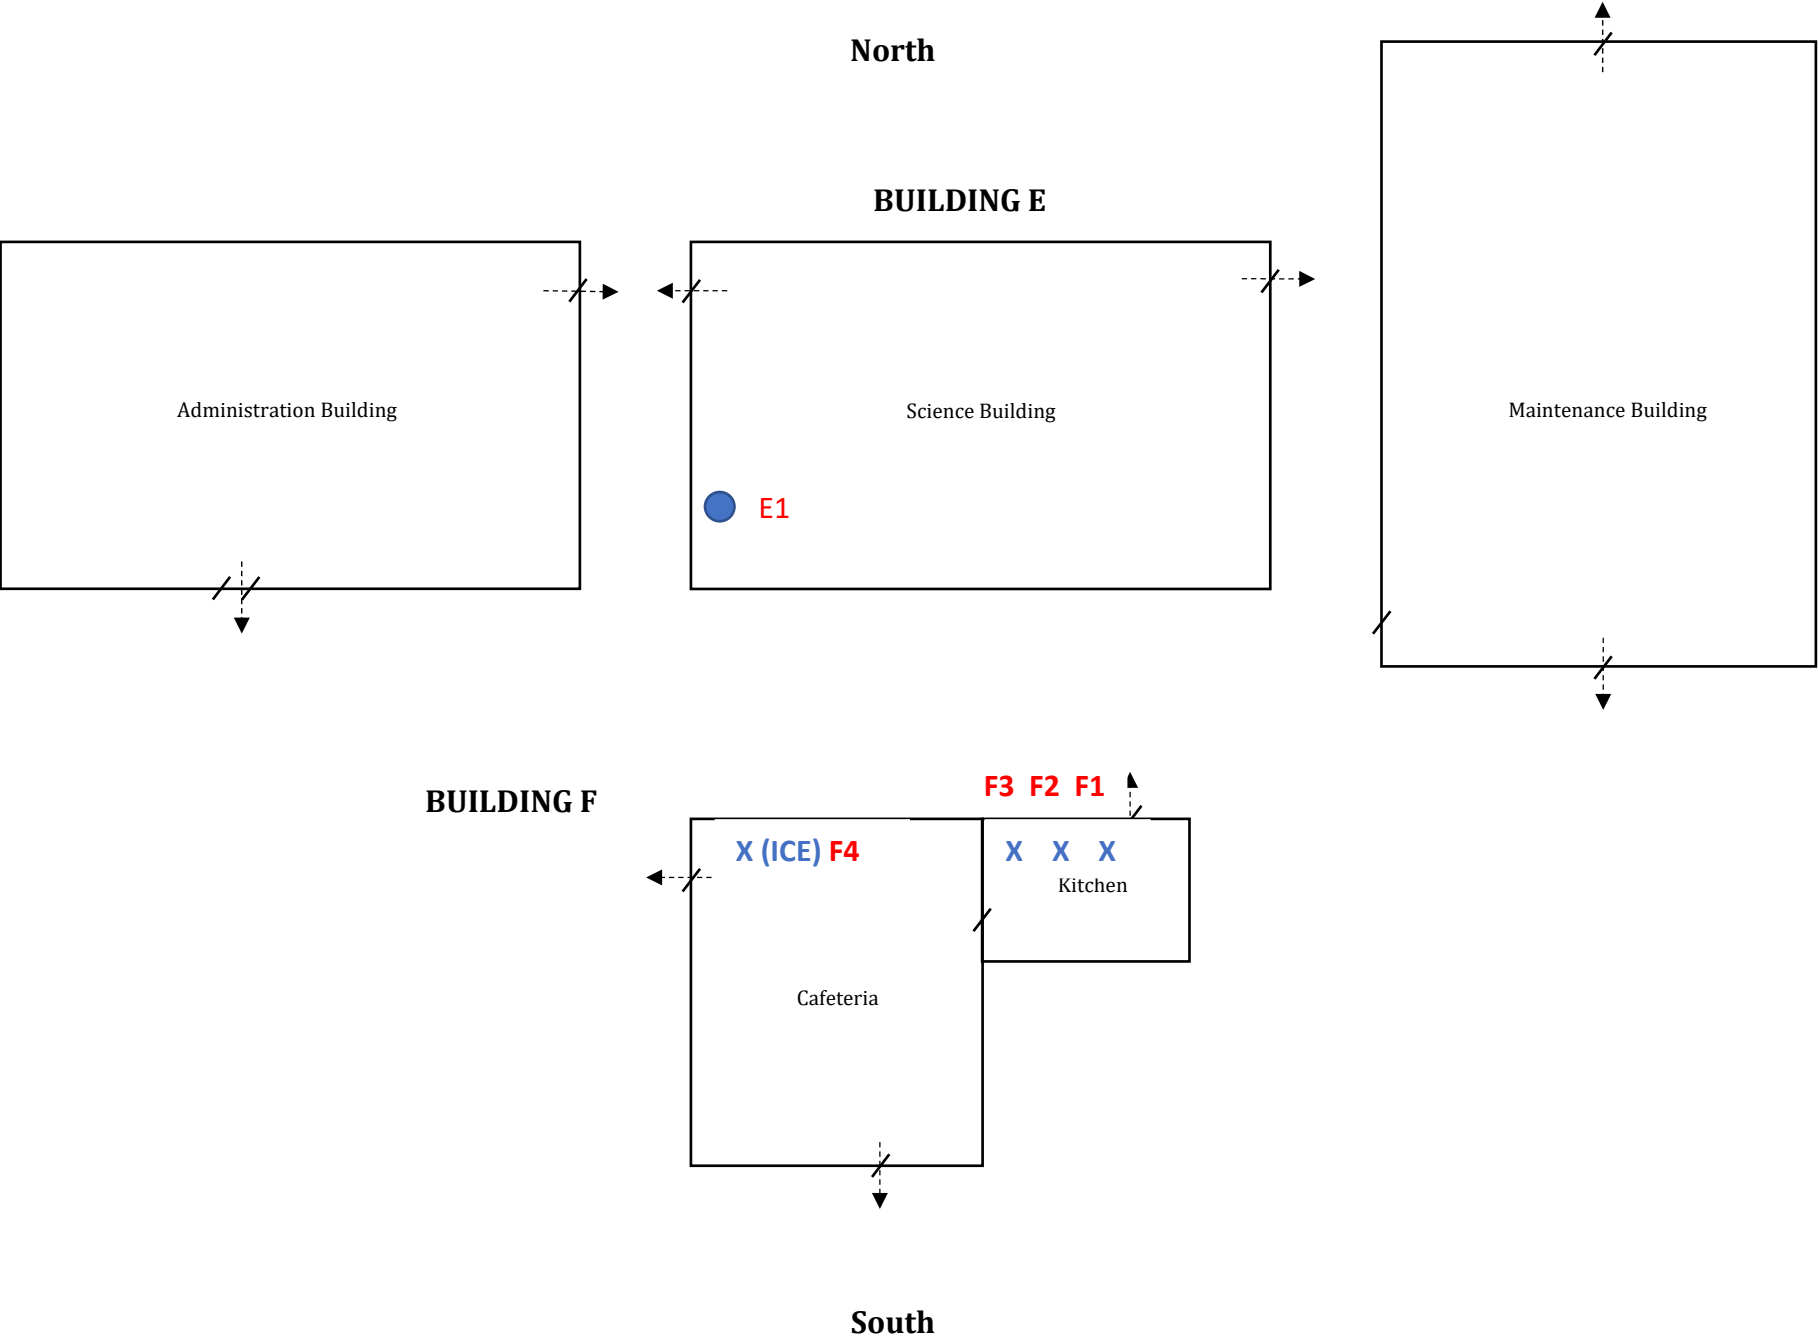 North
BUILDING E
Administration Building
Science Building
Maintenance Building
E1
BUILDING F
F3 F2 F1
X (ICE) F4
X X X
Kitchen
Cafeteria
South